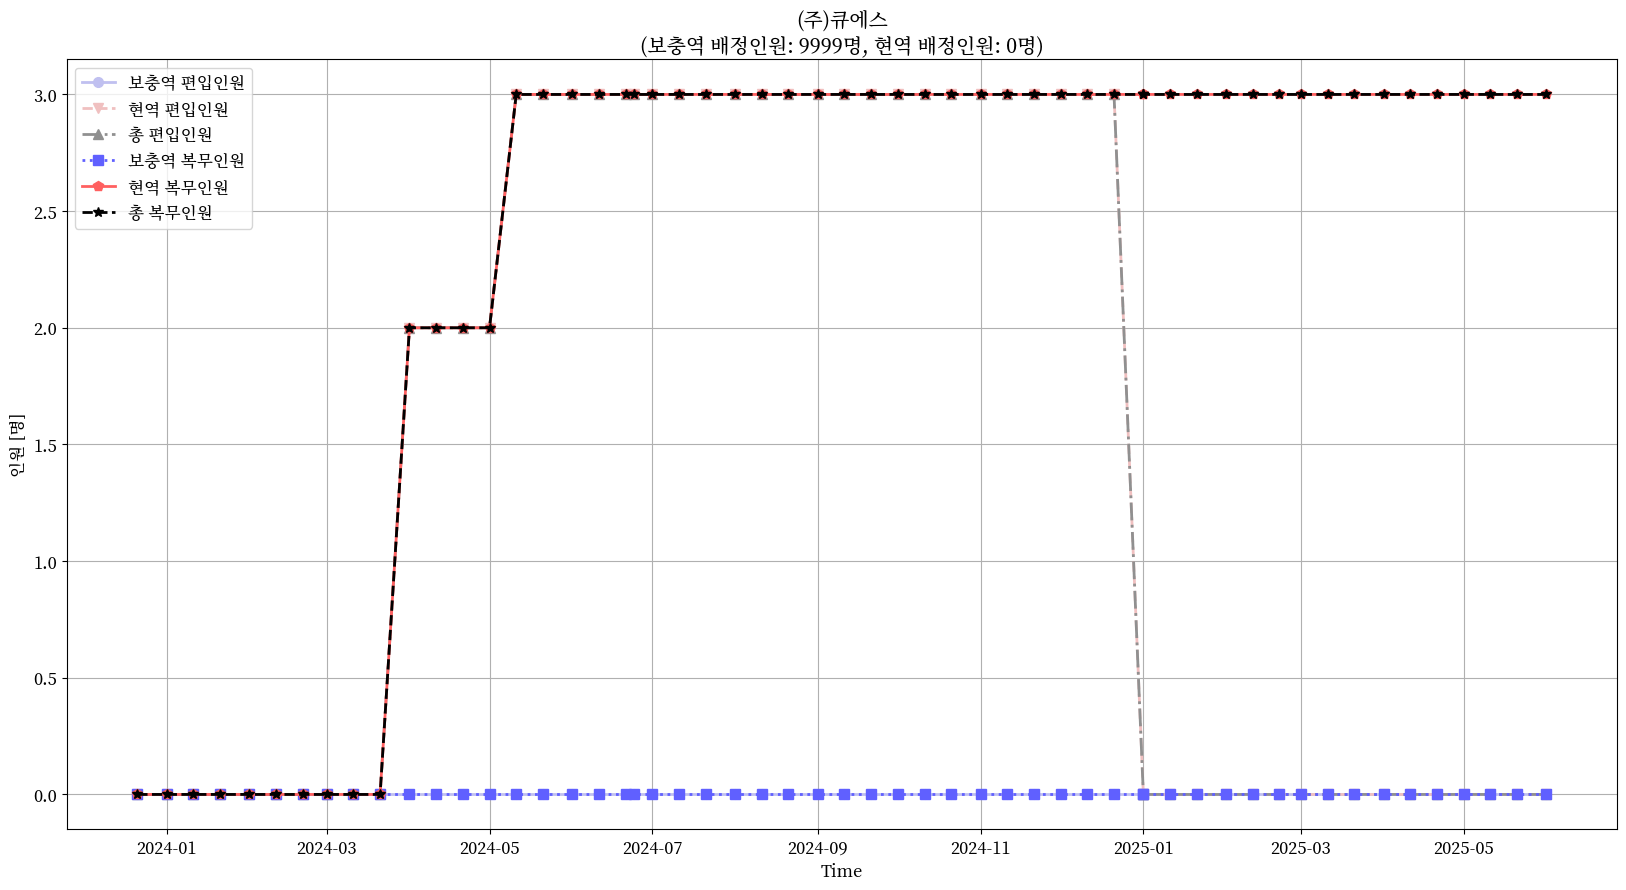 (주)큐에스
(보충역 배정인원: 9999명, 현역 배정인원: 0명)
보충역 편입인원
현역 편입인원
총 편입인원
보충역 복무인원
현역 복무인원
총 복무인원
인원 [명]
3.0
2.5
2.0
1.5
1.0
0.5
0.0
2024-01
2024-03
2024-05
2024-07
2024-09
2024-11
2025-01
2025-03
2025-05
Time